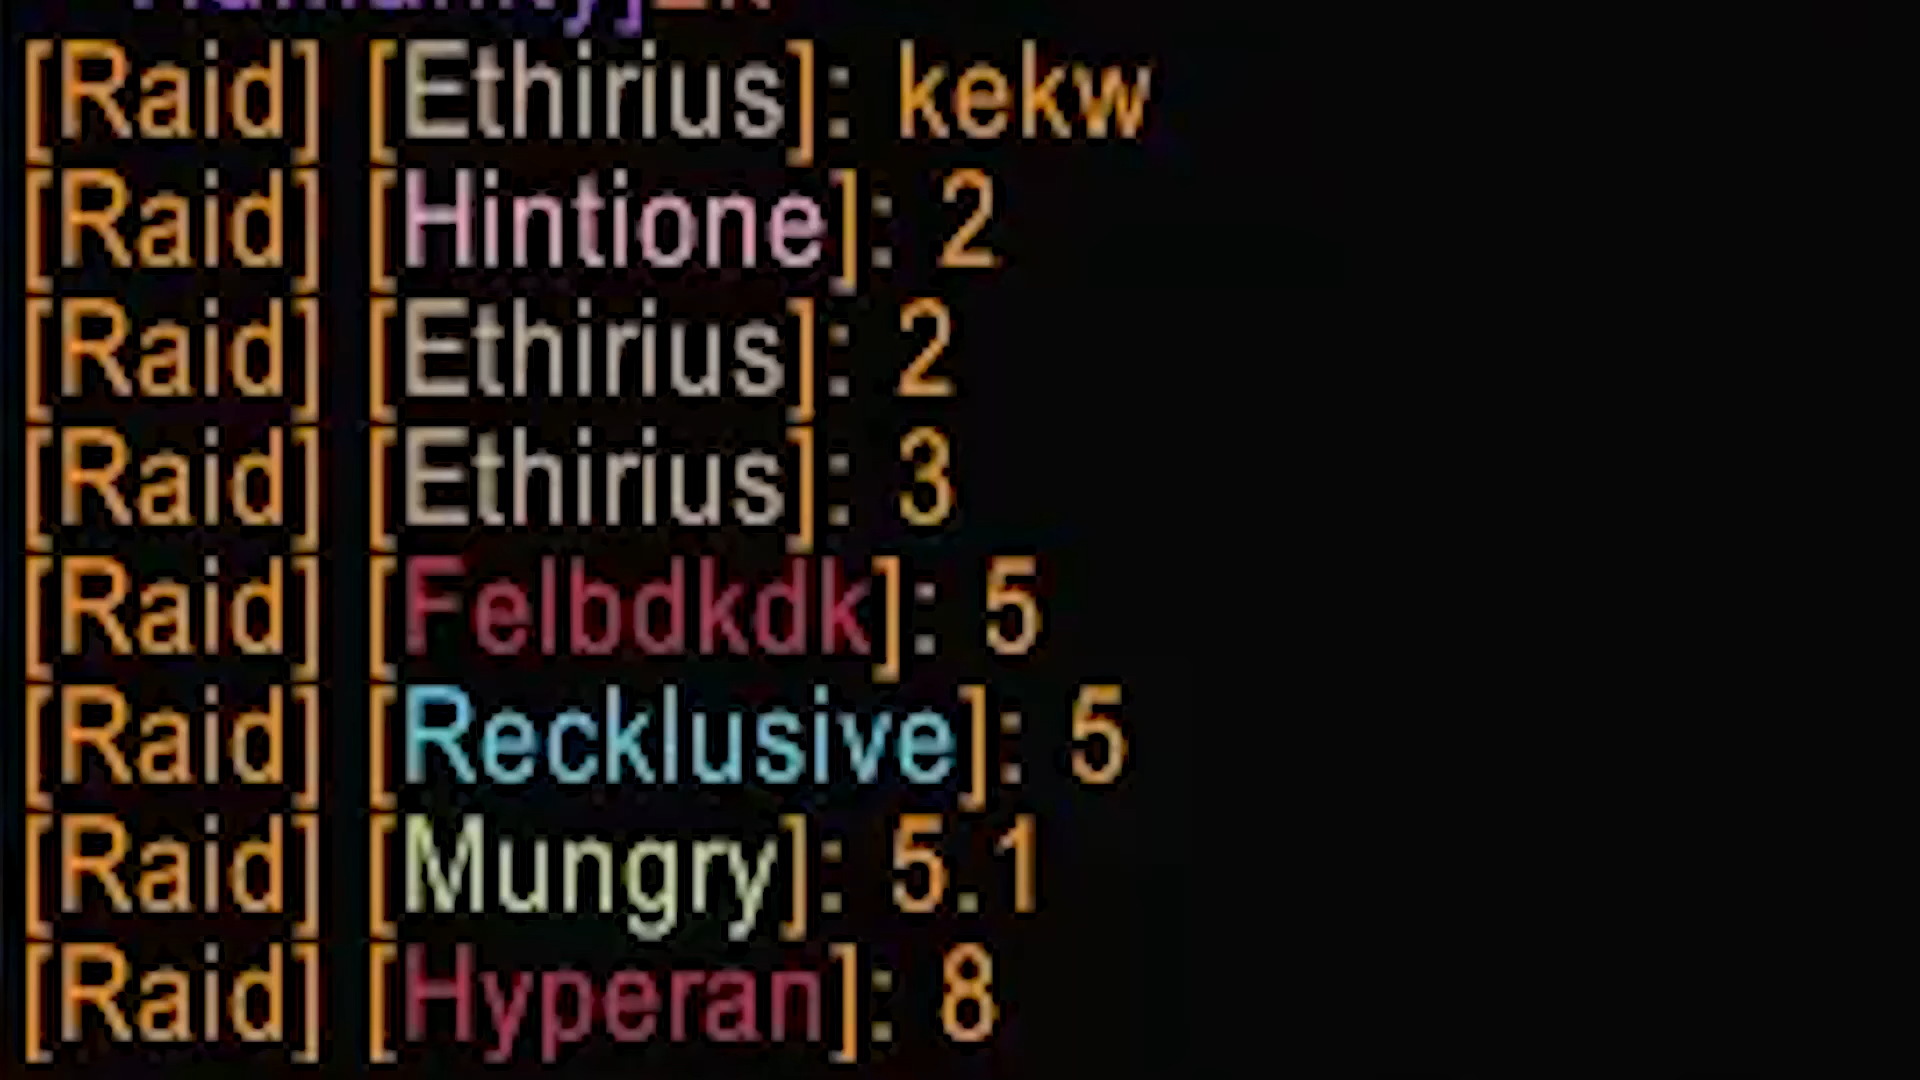 [Raid] [Ethirius]: kekw
[Raid] [Hintione]: 2
[Raid] [Ethirius]: 2
[Raid] [Ethirius]: 3
[Raid] [Felbdkdk]: 5
[Raid] [Recklusive]: 5
[Raid] [Mungry]: 5.1
[Raid] [Hyperan]: 8